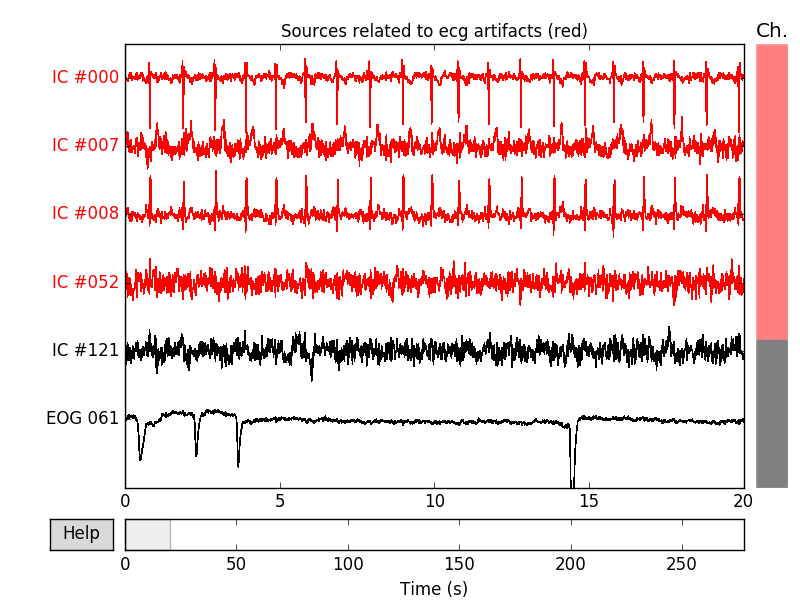 Sources related to ecg artifacts (red)
Ch.
IC #000
IC #007
IC #008
IC #052
IC #121
EOG 061
0 5 10 15 20
Help
0 50 100 150 200 250
Time (s)